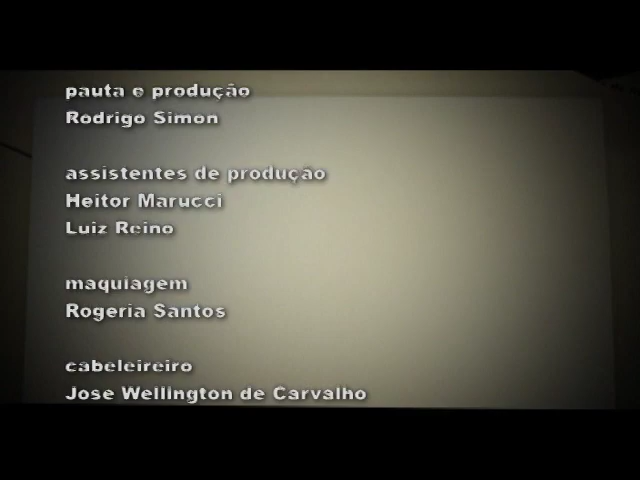 pauta e produção
Rodrigo Simon
assistentes de produção
Heitor Marucci
Luiz Reino
maquiagem
Rogeria Santos
cabeleireiro
Jose Wellington de Carvalho